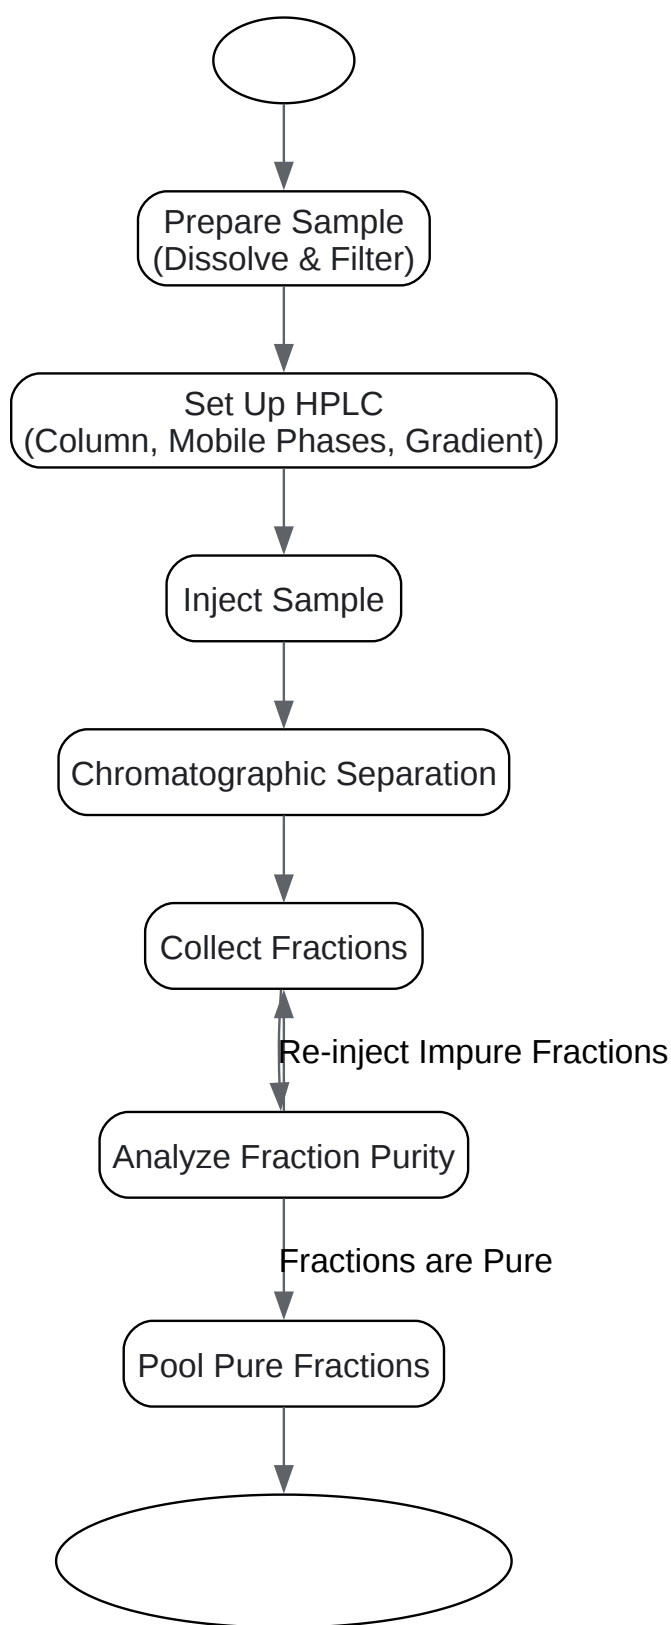 Prepare Sample
(Dissolve & Filter)
Set Up HPLC
(Column, Mobile Phases, Gradient)
Inject Sample
Chromatographic Separation
Collect Fractions
Re-inject Impure Fractions
Analyze Fraction Purity
Fractions are Pure
Pool Pure Fractions